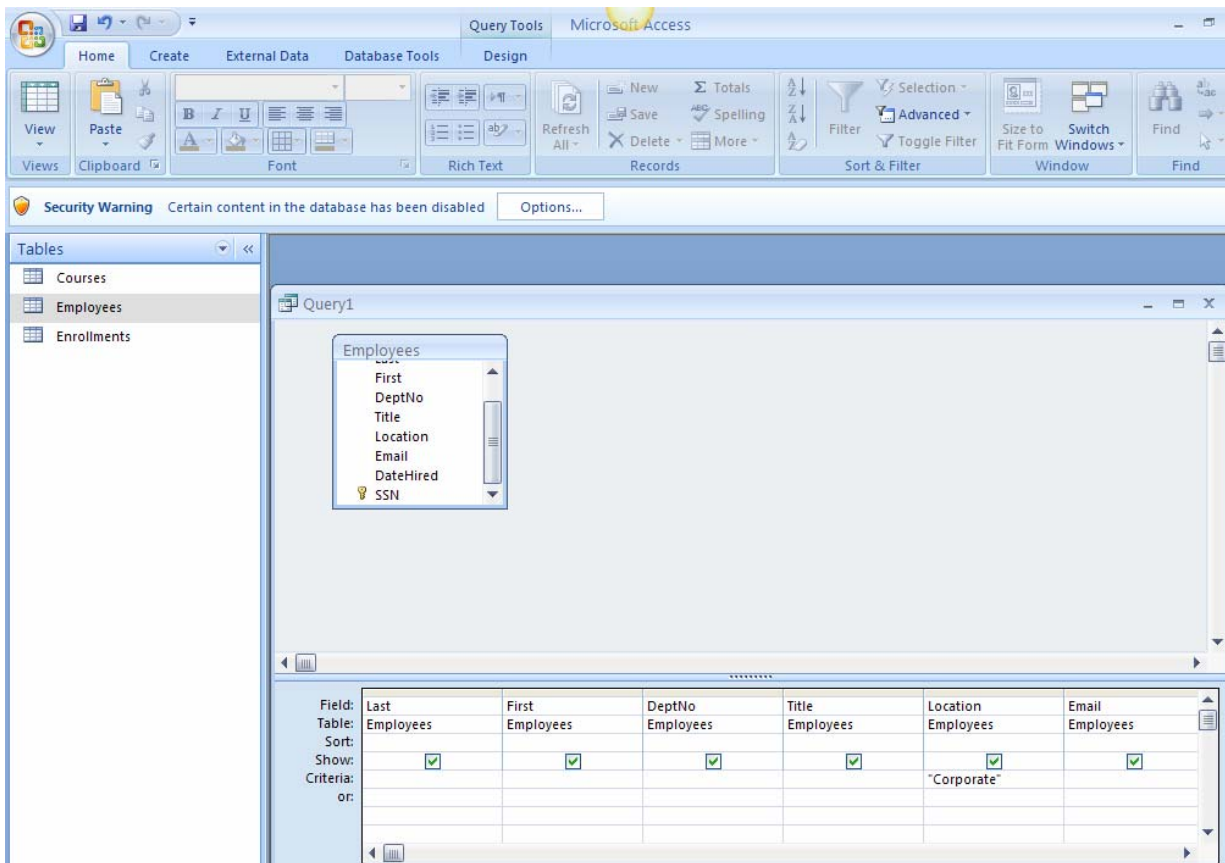 Query Tools Microsoft Access
Home Create External Data Database Tools Design
View
Paste
B I U
A
ab
Refresh
All
New
Save
Delete
Σ Totals
ABC Spelling
More
Filter
Selection
Advanced
Toggle Filter
Size to
Fit Form
Switch
Windows
Find
Views Clipboard Font Rich Text Records Sort & Filter Window Find
Security Warning Certain content in the database has been disabled Options...
Tables
Courses
Employees
Enrollments
Query1
Employees
First
DeptNo
Title
Location
Email
DateHired
SSN
Field: Last First DeptNo Title Location Email
Table: Employees Employees Employees Employees Employees Employees
Sort:
Show:
Criteria: "Corporate"
or: